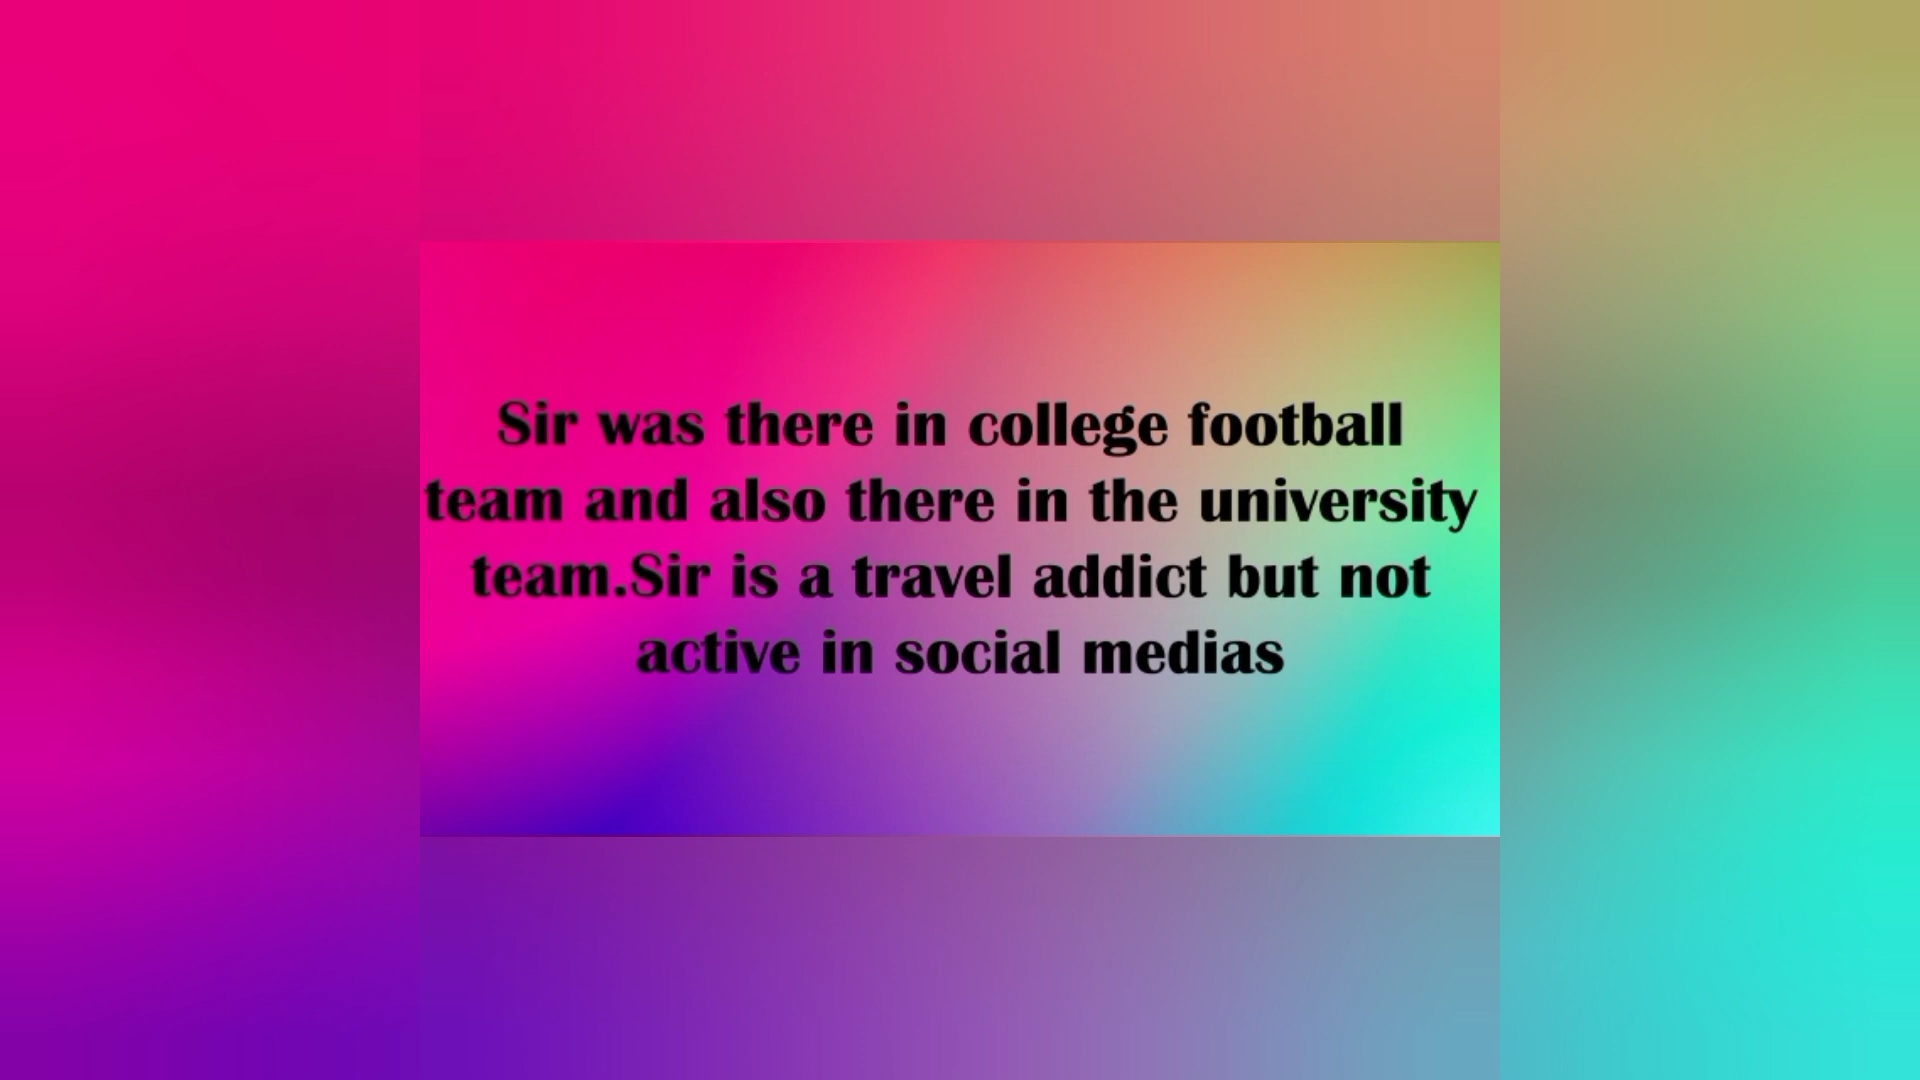 Sir was there in college football
team and also there in the university
team.Sir is a travel addict but not
active in social medias